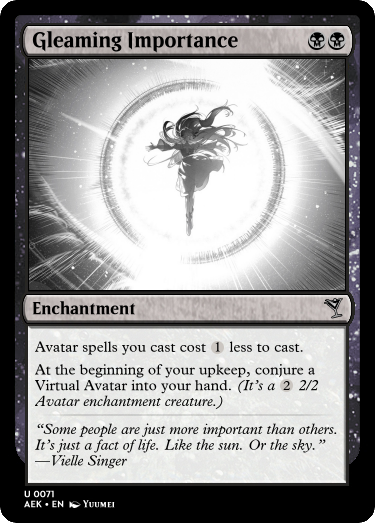 Gleaming Importance
Enchantment
Avatar spells you cast cost 1 less to cast.
At the beginning of your upkeep, conjure a
Virtual Avatar into your hand. (It's a 2 2/2
Avatar enchantment creature.)
“Some people are just more important than others.
It's just a fact of life. Like the sun. Or the sky.”
—Vielle Singer
U 0071
AEK • EN Yuumei